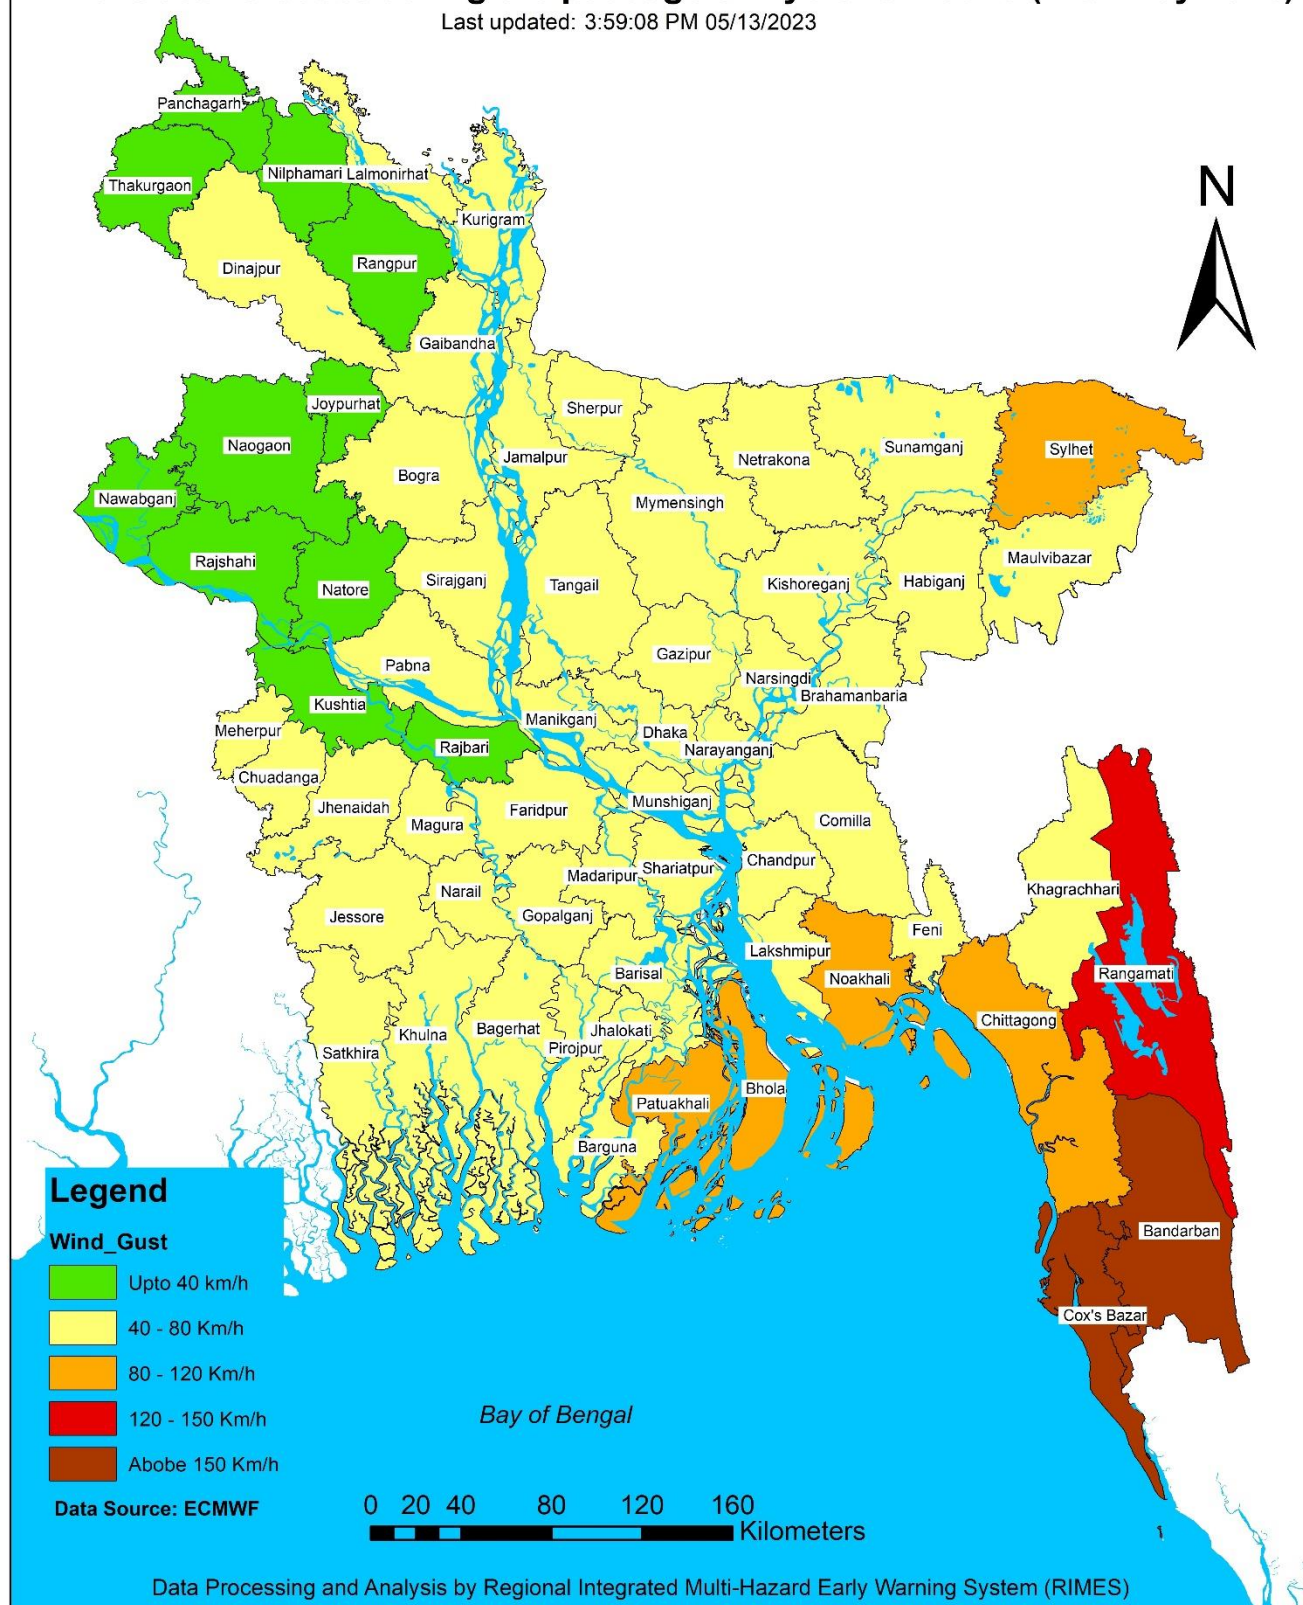 Last updated: 3:59:08 PM 05/13/2023
N
Panchagarh
Thakurgaon
Nilphamari
Lalmonirhat
Kurigram
Dinajpur
Rangpur
Gaibandha
Joypurhat
Sherpur
Naogaon
Bogra
Jamalpur
Netrakona
Sunamganj
Sylhet
Nawabganj
Mymensingh
Rajshahi
Natore
Sirajganj
Tangail
Kishoreganj
Habiganj
Maulvibazar
Pabna
Gazipur
Narsingdi
Brahamanbaria
Kushtia
Meherpur
Rajbari
Manikganj
Dhaka
Narayanganj
Chuadanga
Jhenaidah
Magura
Faridpur
Munshiganj
Comilla
Madaripur
Shariatpur
Chandpur
Khagrachhari
Jessore
Narail
Gopalganj
Lakshmipur
Feni
Barisal
Noakhali
Rangamati
Satkhira
Khulna
Bagerhat
Jhalokati
Pirojpur
Chittagong
Patuakhali
Bhola
Barguna
Bandarban
Cox's Bazar
Legend
Wind_Gust
Upto 40 km/h
40 - 80 Km/h
80 - 120 Km/h
120 - 150 Km/h
Abobe 150 Km/h
Data Source: ECMWF
Bay of Bengal
0 20 40 80 120 160
Kilometers
Data Processing and Analysis by Regional Integrated Multi-Hazard Early Warning System (RIMES)